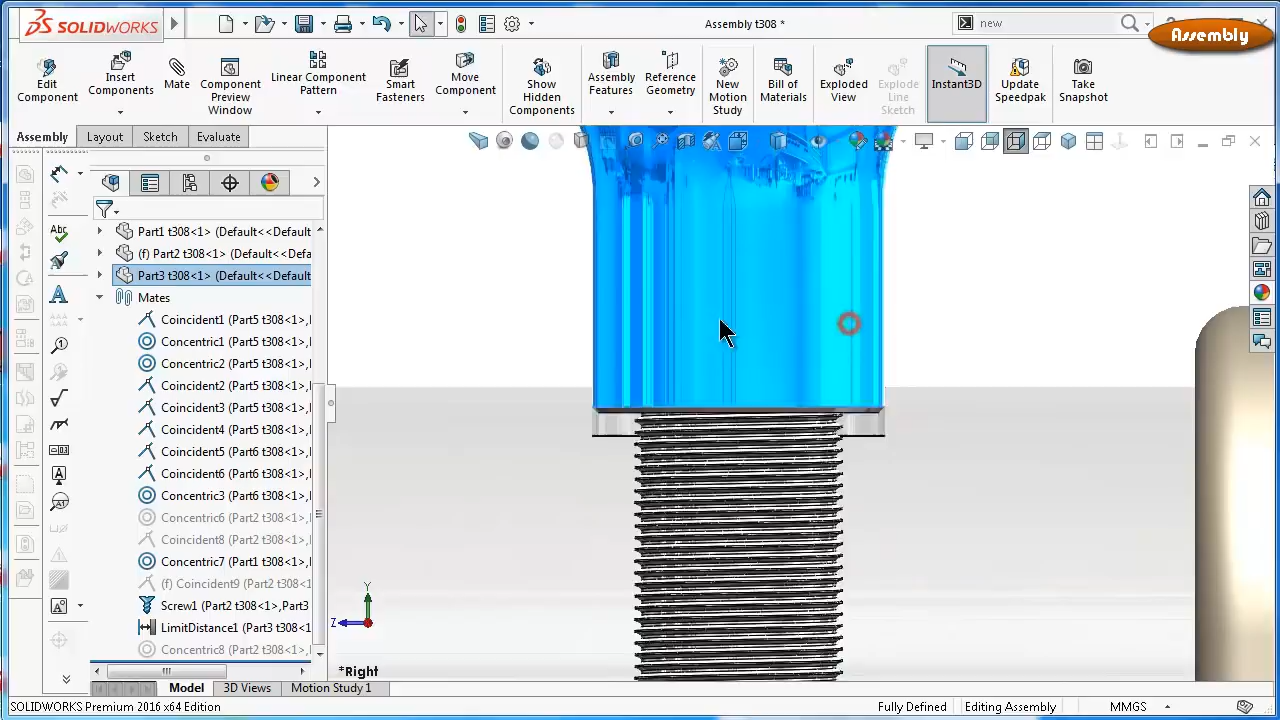 SOLIDWORKS
Assembly t308 *
new
?
Assembly
Edit Component
Insert Components
Mate
Component Preview Window
Linear Component Pattern
Smart Fasteners
Move Component
Show Hidden Components
Assembly Features
Reference Geometry
New Motion Study
Bill of Materials
Exploded View
Explode Line Sketch
Instant3D
Update Speedpak
Take Snapshot
Assembly
Layout
Sketch
Evaluate
Part1 t308<1> (Default<<Default
(f) Part2 t308<1> (Default<<Defa
Part3 t308<1> (Default<<Default
Mates
Coincident1 (Part5 t308<1>,
Concentric1 (Part5 t308<1>,
Concentric2 (Part5 t308<1>,
Coincident2 (Part5 t308<1>,
Coincident3 (Part5 t308<1>,
Coincident4 (Part5 t308<1>,
Coincident5 (Part5 t308<1>,
Coincident6 (Part6 t308<1>,
Concentric3 (Part6 t308<1>,
(Part2 t308<1>,
Coincident8 (Part2 t308<1>,
Concentric7 (Part2 t308<1>,
(f) Coincident9 (Part2 t308<1>
Screw1 (Part2 t308<1>,Part3
LimitDistance1 (Part3 t308<1>
(Part2 t308<1>,
Abc
A
Y
Z
*Right
Model
3D Views
Motion Study 1
SOLIDWORKS Premium 2016 x64 Edition
Fully Defined
Editing Assembly
MMGS